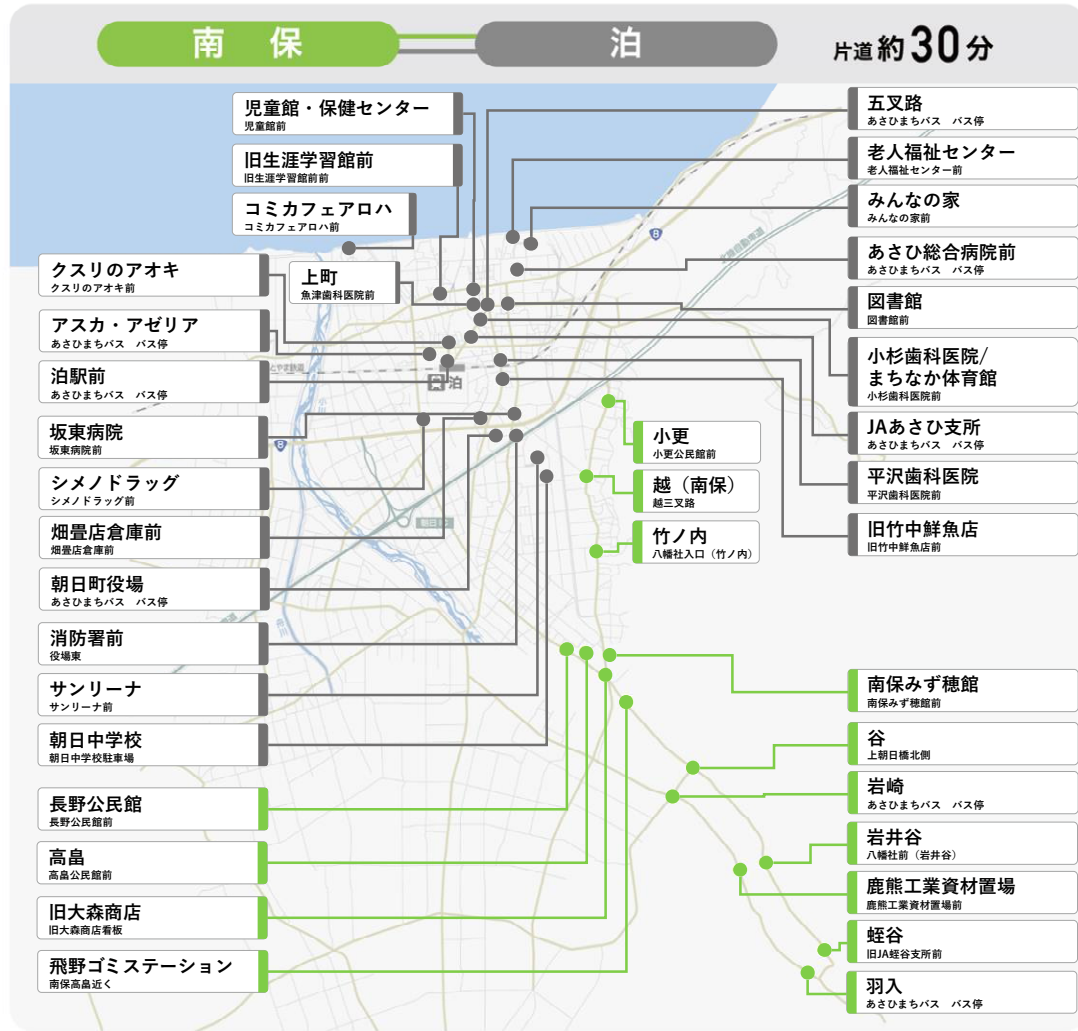 南保
泊
片道約30分
児童館・保健センター
児童館前
旧生涯学習館前
旧生涯学習館前前
コミカフェアロハ
コミカフェアロハ前
クスリのアオキ
クスリのアオキ前
上町
魚津歯科医院前
アスカ・アゼリア
あさひまちバス バス停
泊駅前
あさひまちバス バス停
坂東病院
坂東病院前
シメノドラッグ
シメノドラッグ前
畑畳店倉庫前
畑畳店倉庫前
朝日町役場
あさひまちバス バス停
消防署前
役場東
サンリーナ
サンリーナ前
朝日中学校
朝日中学校駐車場
長野公民館
長野公民館前
高畠
高畠公民館前
旧大森商店
旧大森商店看板
飛野ゴミステーション
南保高畠近く
泊
8
8
北陸自動車道
小更
小更公民館前
越（南保）
越三叉路
竹ノ内
八幡社入口（竹ノ内）
五叉路
あさひまちバス バス停
老人福祉センター
老人福祉センター前
みんなの家
みんなの家前
あさひ総合病院前
あさひまちバス バス停
図書館
図書館前
小杉歯科医院/
まちなか体育館
小杉歯科医院前
JAあさひ支所
あさひまちバス バス停
平沢歯科医院
平沢歯科医院前
旧竹中鮮魚店
旧竹中鮮魚店前
南保みず穂館
南保みず穂館前
谷
上朝日橋北側
岩崎
あさひまちバス バス停
岩井谷
八幡社前（岩井谷）
鹿熊工業資材置場
鹿熊工業資材置場前
蛭谷
旧JA蛭谷支所前
羽入
あさひまちバス バス停